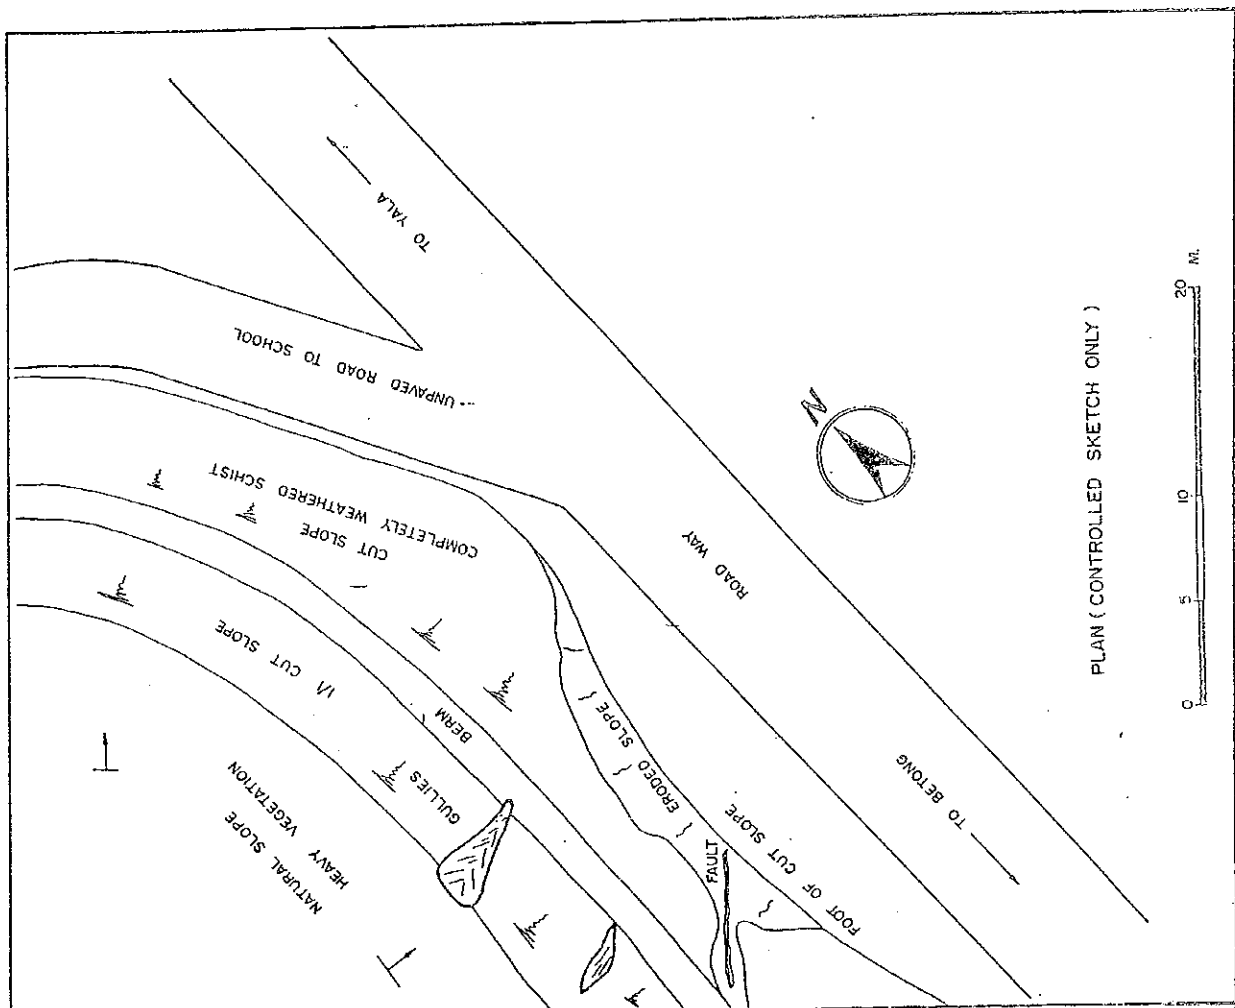 TO YALA
UNPAVED ROAD TO SCHOOL
COMPLETELY WEATHERED SCHIST
CUT SLOPE
1/1 CUT SLOPE
BERM
GULLIES
NATURAL SLOPE
HEAVY VEGETATION
ROAD WAY
ERODED SLOPE
FOOT OF CUT SLOPE
FAULT
TO BETONG
N
PLAN ( CONTROLLED SKETCH ONLY )
0 5 10 20 M.